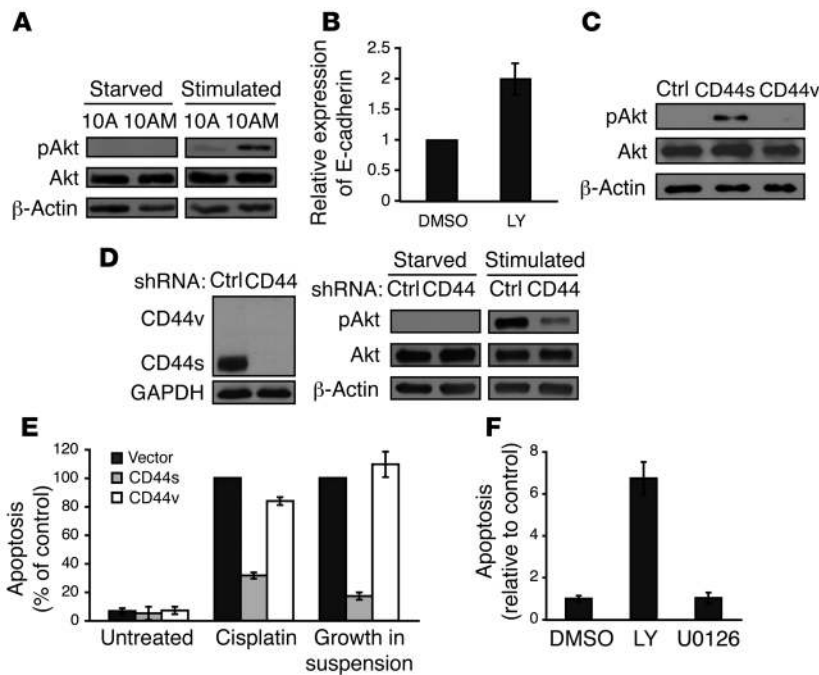 A
Starved Stimulated
10A 10AM 10A 10AM
pAkt
Akt
β-Actin
B
Relative expression
of E-cadherin
2.5
2
1.5
1
0.5
0
DMSO LY
C
Ctrl CD44s CD44v
pAkt
Akt
β-Actin
D
shRNA: Ctrl CD44
CD44v
CD44s
GAPDH
Starved Stimulated
shRNA: Ctrl CD44 Ctrl CD44
pAkt
Akt
β-Actin
E
Apoptosis
(% of control)
120
100
80
60
40
20
0
Vector
CD44s
CD44v
Untreated Cisplatin Growth in
suspension
F
Apoptosis
(relative to control)
8
6
4
2
0
DMSO LY U0126